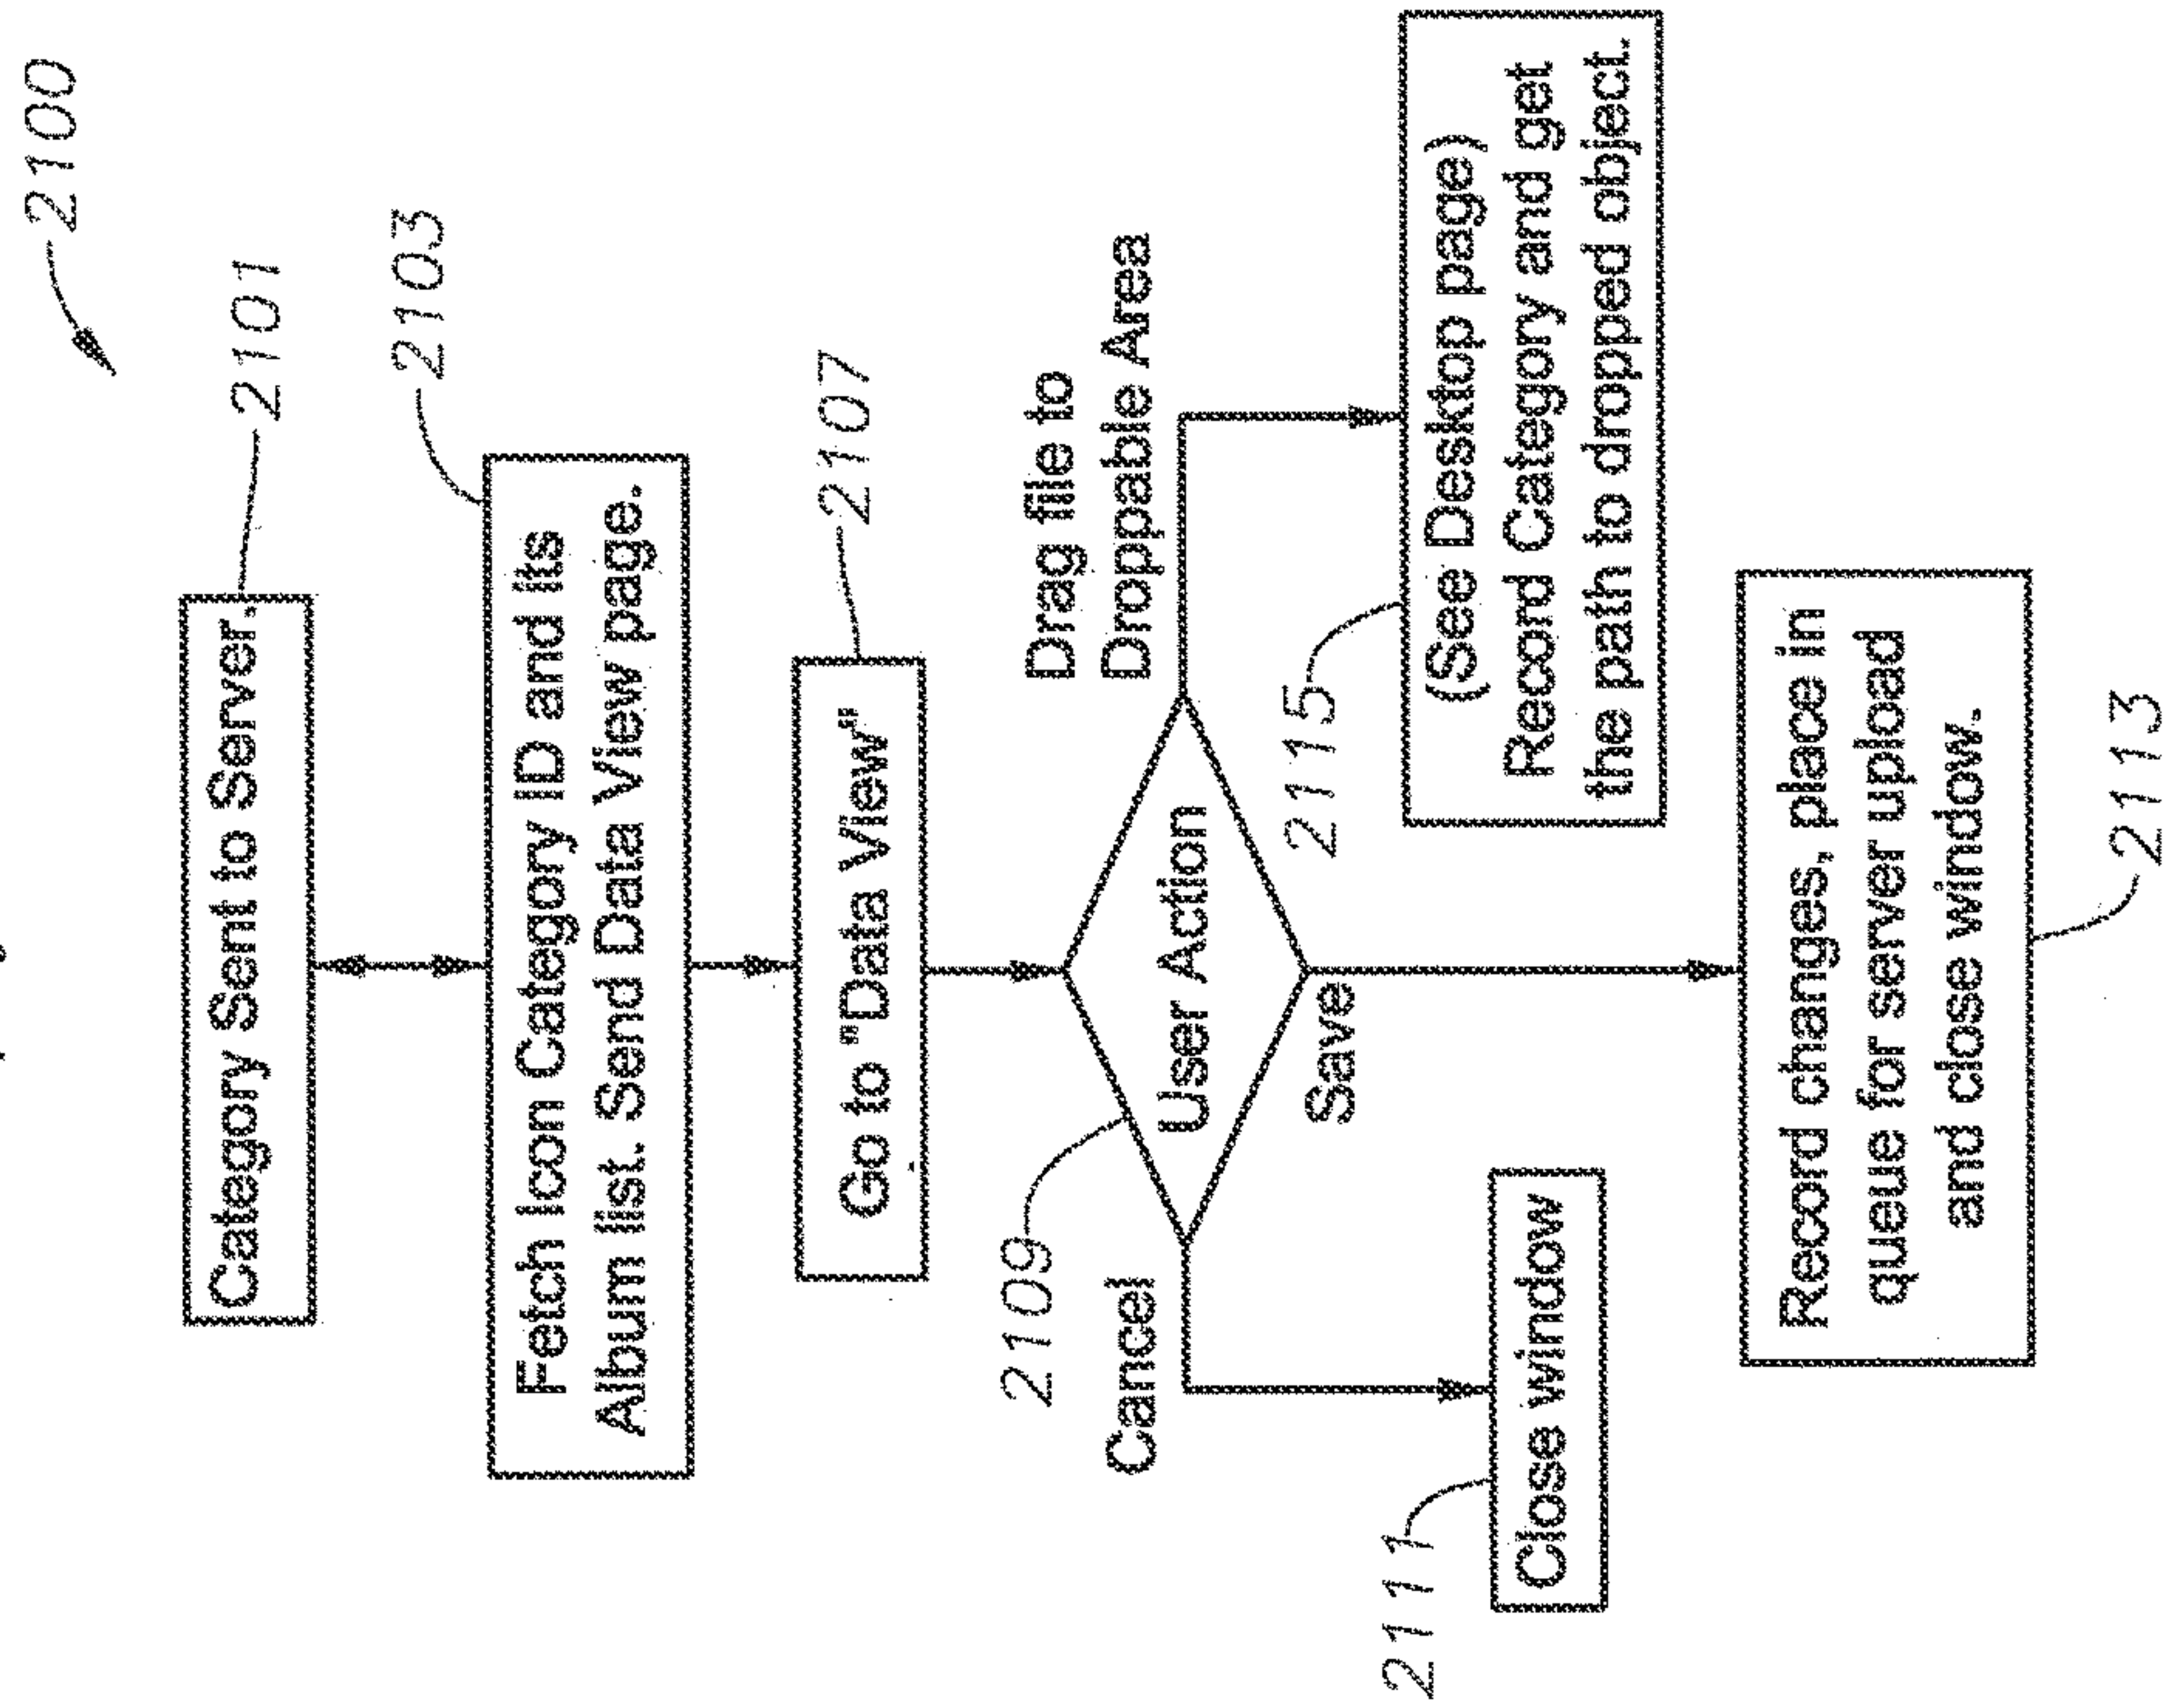 2100
Category Sent to Server.
2101
Fetch Icon Category ID and its
Album list. Send Data View page.
2103
Go to "Data View"
2107
User Action
2109
Cancel
Save
Drag file to
Droppable Area
Close window
2111
(See Desktop page)
Record Category and get
the path to dropped object.
2115
Record changes, place in
queue for server upload
and close window.
2113